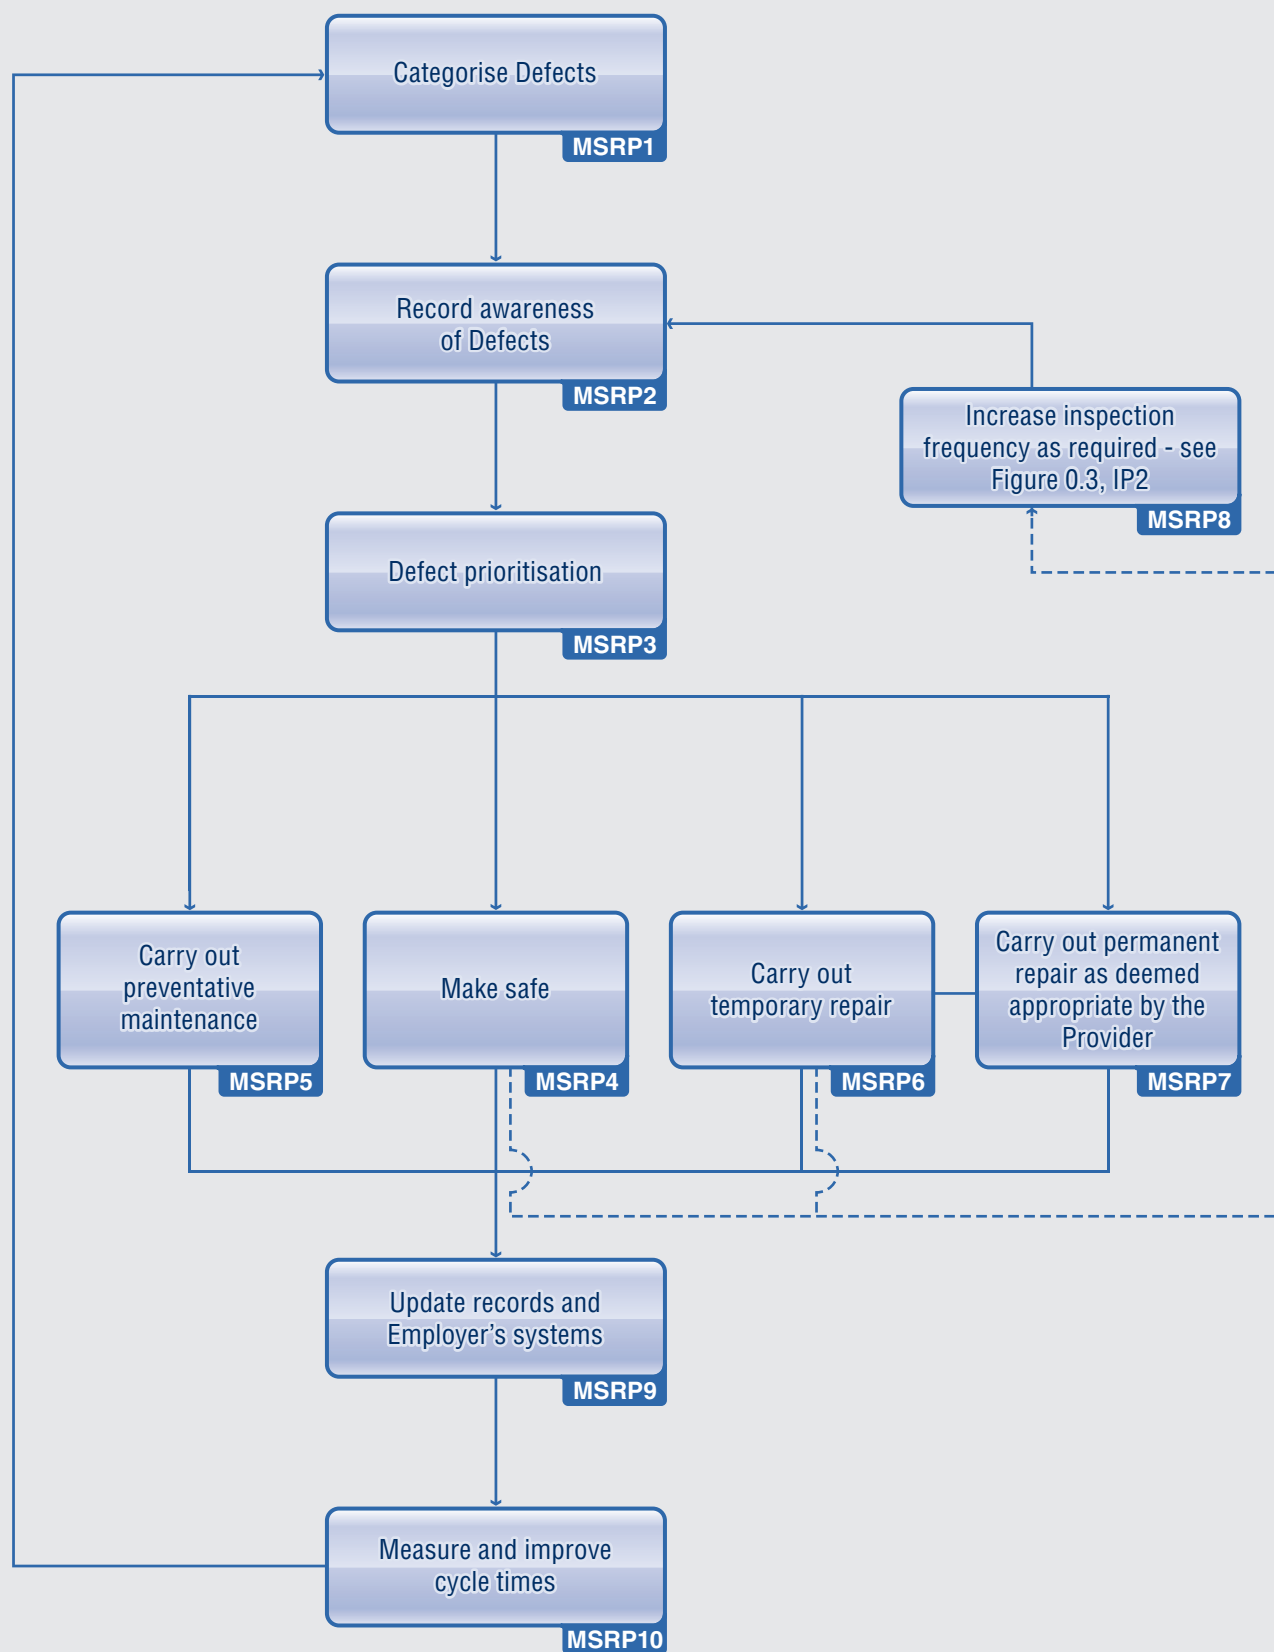 Categorise Defects
MSRP1
Record awareness
of Defects
MSRP2
Increase inspection
frequency as required - see
Figure 0.3, IP2
MSRP8
Defect prioritisation
MSRP3
Carry out
preventative
maintenance
MSRP5
Make safe
MSRP4
Carry out
temporary repair
MSRP6
Carry out permanent
repair as deemed
appropriate by the
Provider
MSRP7
Update records and
Employer’s systems
MSRP9
Measure and improve
cycle times
MSRP10